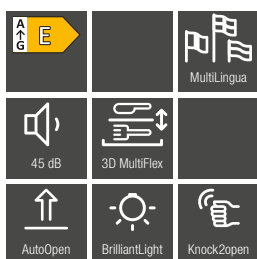 A
G
E
MultiLingua
45 dB
3D MultiFlex
AutoOpen
BrilliantLight
Knock2open